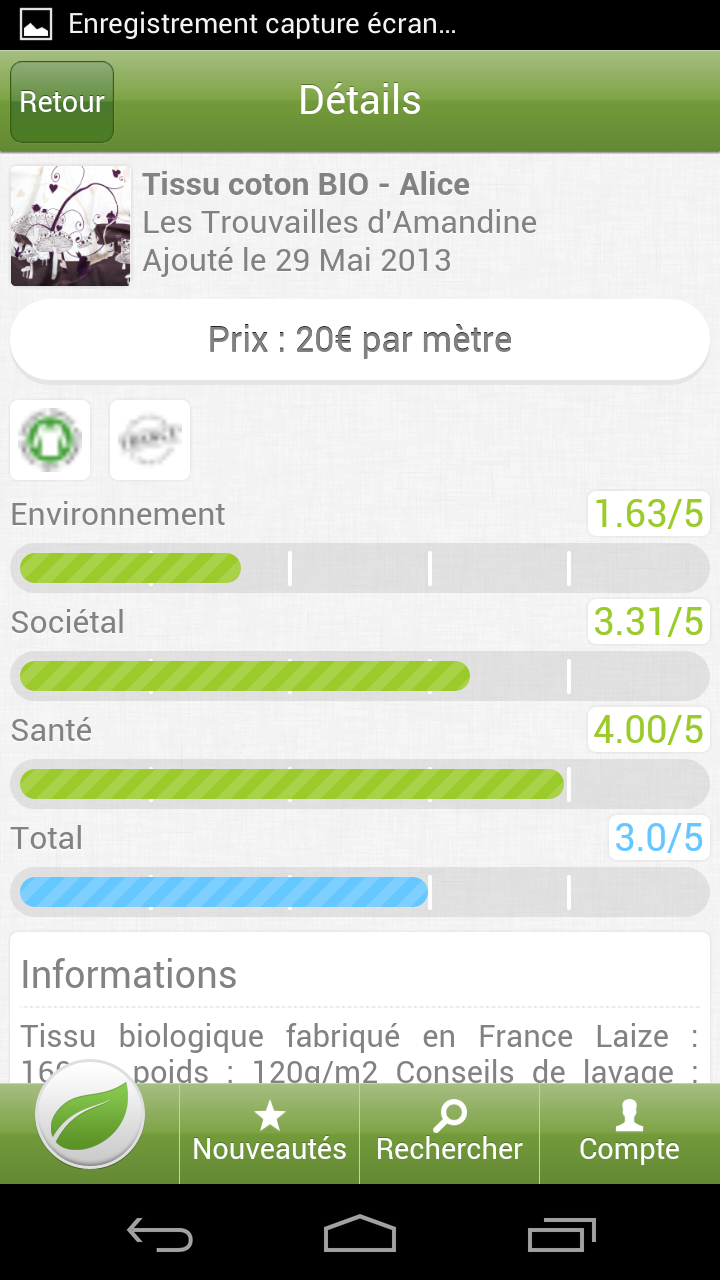 Enregistrement capture écran...
Retour
Détails
Tissu coton BIO - Alice
Les Trouvailles d'Amandine
Ajouté le 29 Mai 2013
Prix : 20€ par mètre
FRANCE
Environnement
1.63/5
Sociétal
3.31/5
Santé
4.00/5
Total
3.0/5
Informations
Tissu biologique fabriqué en France Laize :
poids : 120g/m2 Conseils de lavage :
Nouveautés
Rechercher
Compte